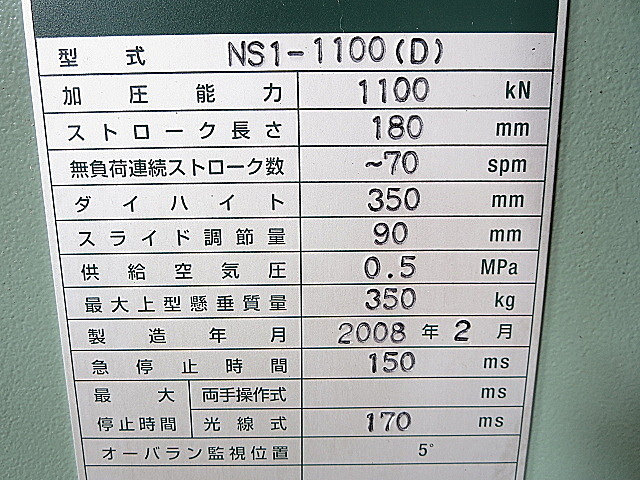 型式 NS1-1100(D)
加圧能力 1100 kN
ストローク長さ 180 mm
無負荷連続ストローク数 ~70 spm
ダイハイト 350 mm
スライド調節量 90 mm
供給空気圧 0.5 MPa
最大上型懸垂質量 350 kg
製造年月 2008年2月
急停止時間 150 ms
最大停止時間 両手操作式 ms
光線式 170 ms
オーバラン監視位置 5°